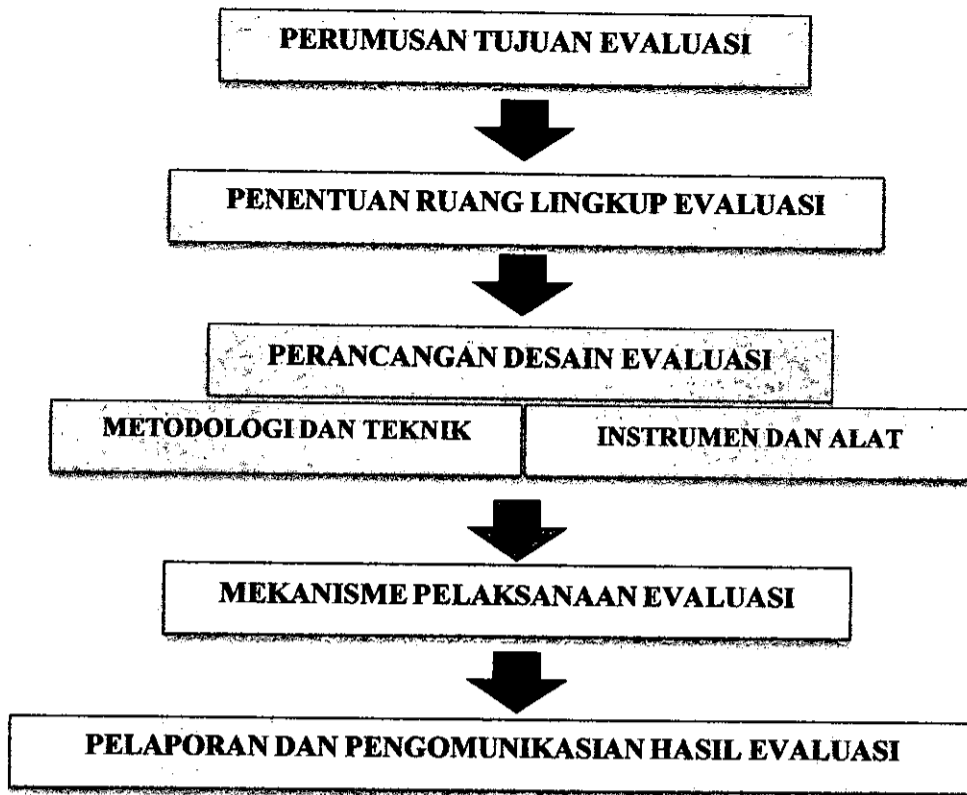 PERUMUSAN TUJUAN EVALUASI
PENENTUAN RUANG LINGKUP EVALUASI
PERANCANGAN DESAIN EVALUASI
METODOLOGI DAN TEKNIK
INSTRUMEN DAN ALAT
MEKANISME PELAKSANAAN EVALUASI
PELAPORAN DAN PENGOMUNIKASIAN HASIL EVALUASI